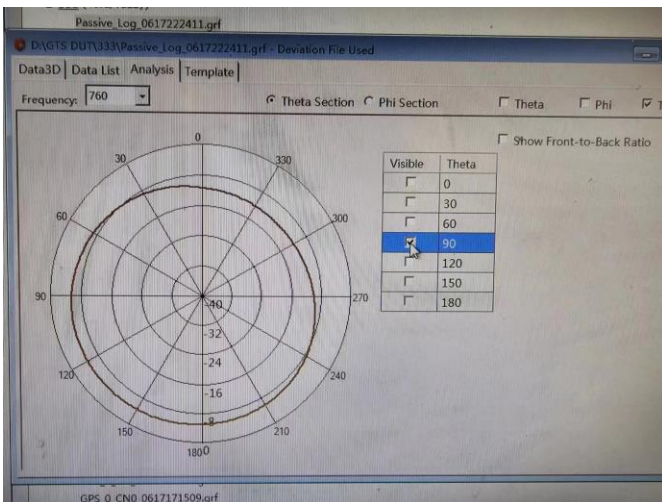 Passive_Log_0617222411.grf
D:\GTS DUT\333\Passive_Log_0617222411.grf - Deviation File Used
Data3D Data List Analysis Template
Frequency: 760 Theta Section Phi Section Theta Phi T
Show Front-to-Back Ratio
0
30 330
60 300
90 270
120 240
150 210
180
-40
-32
-24
-16
-8
0
Visible Theta
0
30
60
90
120
150
180
GPS_0_CN0_0617171509.grf